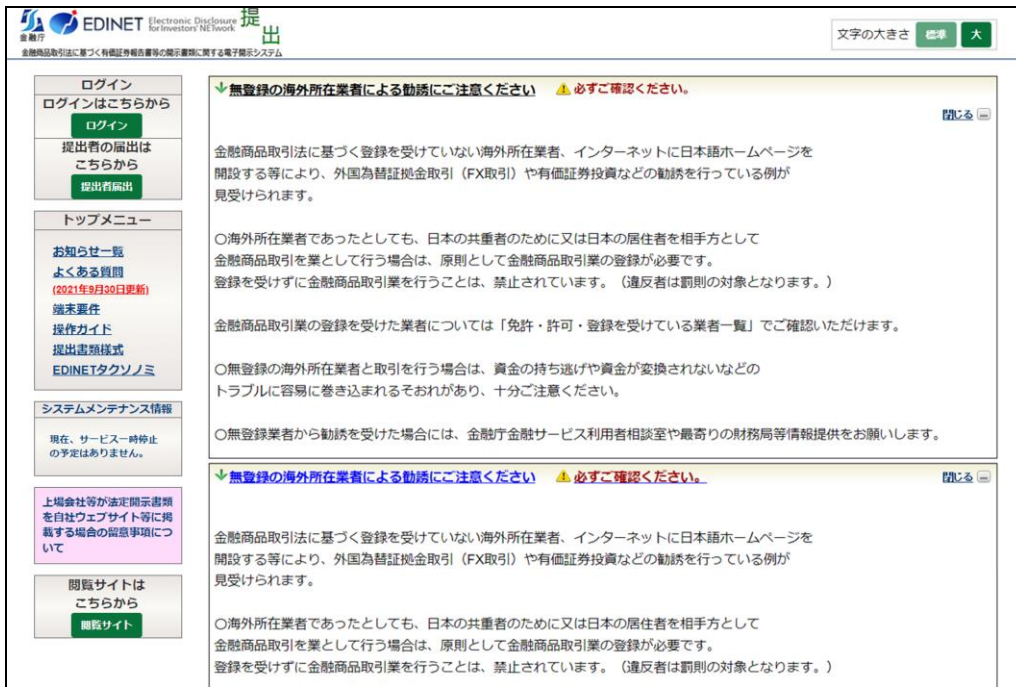 金融庁
EDINET Electronic Disclosure for Investors' NETwork
提出
金融商品取引法に基づく有価証券報告書等の開示書類に関する電子開示システム
文字の大きさ 標準 大
ログイン
ログインはこちらから
ログイン
提出者の届出は
こちらから
提出者届出
トップメニュー
お知らせ一覧
よくある質問
(2021年9月30日更新)
端末要件
操作ガイド
提出書類様式
EDINETタクソノミ
システムメンテナンス情報
現在、サービス一時停止
の予定はありません。
上場会社等が法定開示書類
を自社ウェブサイト等に掲
載する場合の留意事項につ
いて
閲覧サイトは
こちらから
閲覧サイト
無登録の海外所在業者による勧誘にご注意ください 必ずご確認ください。
閉じる
金融商品取引法に基づく登録を受けていない海外所在業者、インターネットに日本語ホームページを
開設する等により、外国為替証拠金取引（FX取引）や有価証券投資などの勧誘を行っている例が
見受けられます。
○海外所在業者であったとしても、日本の共重者のために又は日本の居住者を相手方として
金融商品取引を業として行う場合は、原則として金融商品取引業の登録が必要です。
登録を受けずに金融商品取引業を行うことは、禁止されています。（違反者は罰則の対象となります。）
金融商品取引業の登録を受けた業者については「免許・許可・登録を受けている業者一覧」でご確認いただけます。
○無登録の海外所在業者と取引を行う場合は、資金の持ち逃げや資金が変換されないなどの
トラブルに容易に巻き込まれるそおれがあり、十分ご注意ください。
○無登録業者から勧誘を受けた場合には、金融庁金融サービス利用者相談室や最寄りの財務局等情報提供をお願いします。
無登録の海外所在業者による勧誘にご注意ください 必ずご確認ください。 閉じる
金融商品取引法に基づく登録を受けていない海外所在業者、インターネットに日本語ホームページを
開設する等により、外国為替証拠金取引（FX取引）や有価証券投資などの勧誘を行っている例が
見受けられます。
○海外所在業者であったとしても、日本の共重者のために又は日本の居住者を相手方として
金融商品取引を業として行う場合は、原則として金融商品取引業の登録が必要です。
登録を受けずに金融商品取引業を行うことは、禁止されています。（違反者は罰則の対象となります。）